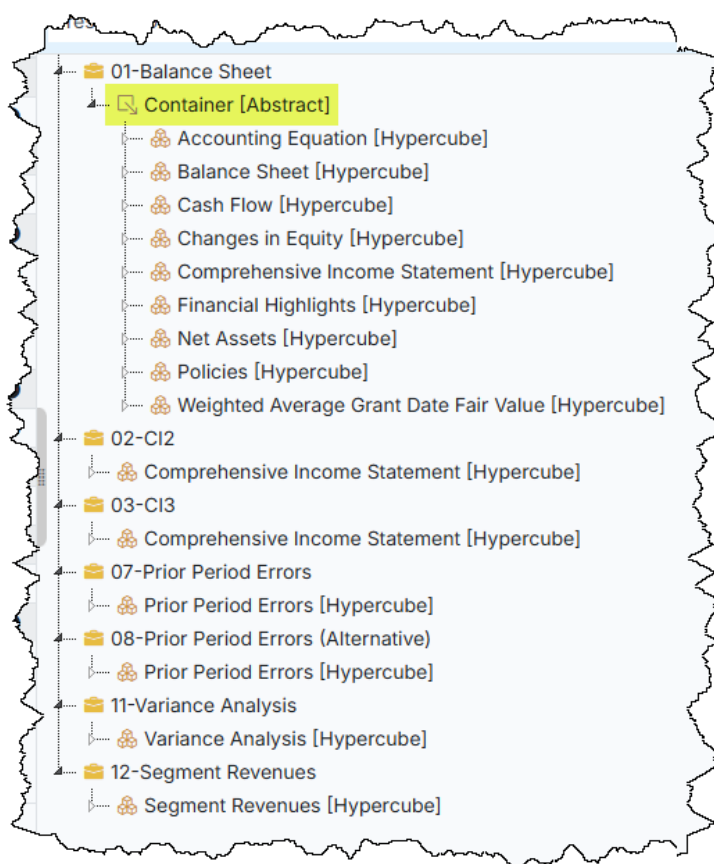 res
01-Balance Sheet
Container [Abstract]
Accounting Equation [Hypercube]
Balance Sheet [Hypercube]
Cash Flow [Hypercube]
Changes in Equity [Hypercube]
Comprehensive Income Statement [Hypercube]
Financial Highlights [Hypercube]
Net Assets [Hypercube]
Policies [Hypercube]
Weighted Average Grant Date Fair Value [Hypercube]
02-CI2
Comprehensive Income Statement [Hypercube]
03-CI3
Comprehensive Income Statement [Hypercube]
07-Prior Period Errors
Prior Period Errors [Hypercube]
08-Prior Period Errors (Alternative)
Prior Period Errors [Hypercube]
11-Variance Analysis
Variance Analysis [Hypercube]
12-Segment Revenues
Segment Revenues [Hypercube]